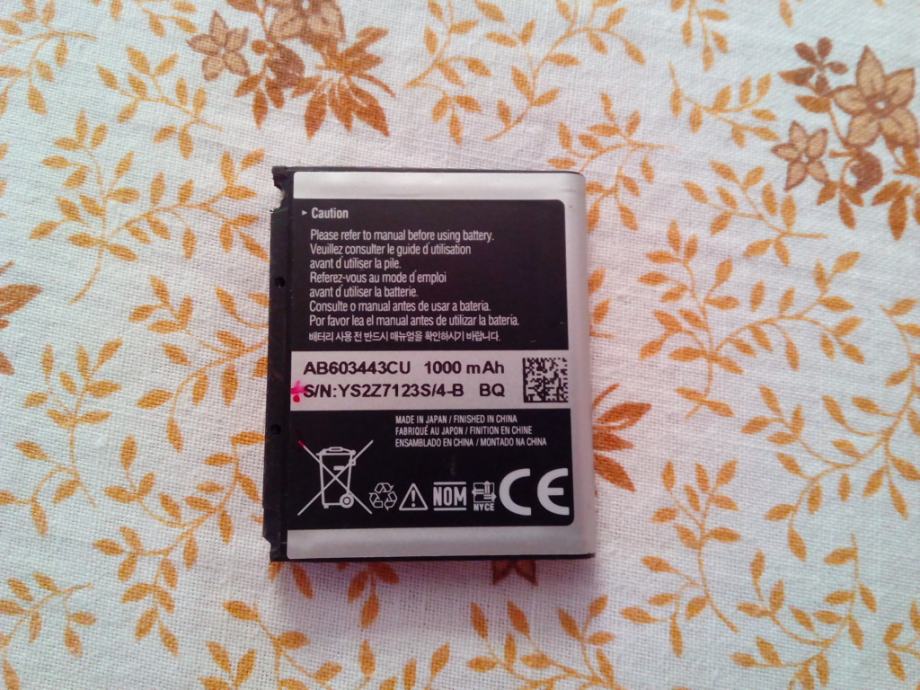 ▸ Caution
Please refer to manual before using battery.
Veuillez consulter le guide d'utilisation
avant d'utiliser la pile.
Referez-vous au mode d'emploi
avant d'utiliser la batterie.
Consulte o manual antes de usar a bateria.
Por favor lea el manual antes de utilizar la batería.
배터리 사용 전 반드시 매뉴얼을 확인하시기 바랍니다.
AB603443CU 1000 mAh
S/N:YS2Z7123S/4-B BQ
MADE IN JAPAN / FINISHED IN CHINA
FABRIQUÉ AU JAPON / FINITION EN CHINE
ENSAMBLADO EN CHINA / MONTADO NA CHINA
NOM NYCE CE